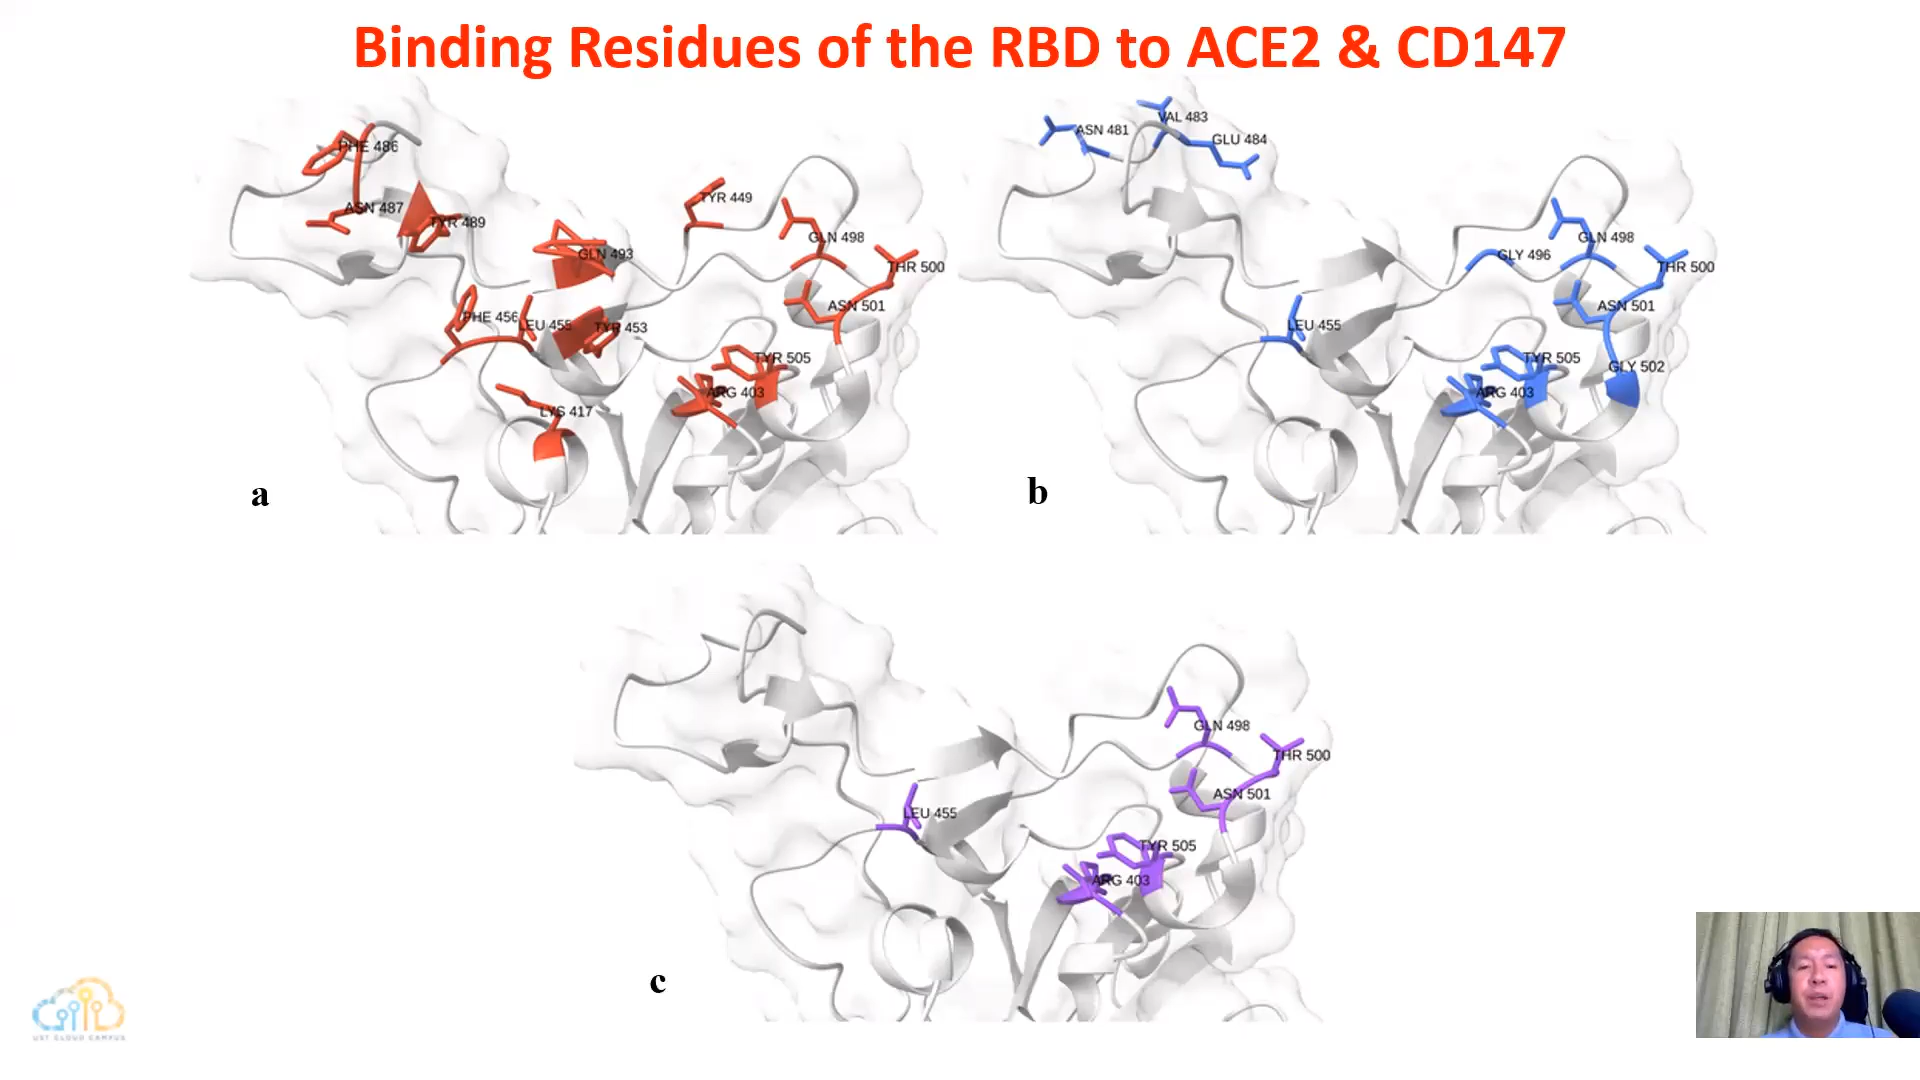 Binding Residues of the RBD to ACE2 & CD147
PHE 486
ASN 487
TYR 489
GLN 493
TYR 449
GLN 498
THR 500
ASN 501
PHE 456
LEU 455
TYR 453
TYR 505
ARG 403
LYS 417
a
ASN 481
VAL 483
GLU 484
GLY 496
GLN 498
THR 500
ASN 501
LEU 455
TYR 505
GLY 502
ARG 403
b
GLN 498
THR 500
ASN 501
LEU 455
TYR 505
ARG 403
c
UST CLOUD CAMPUS